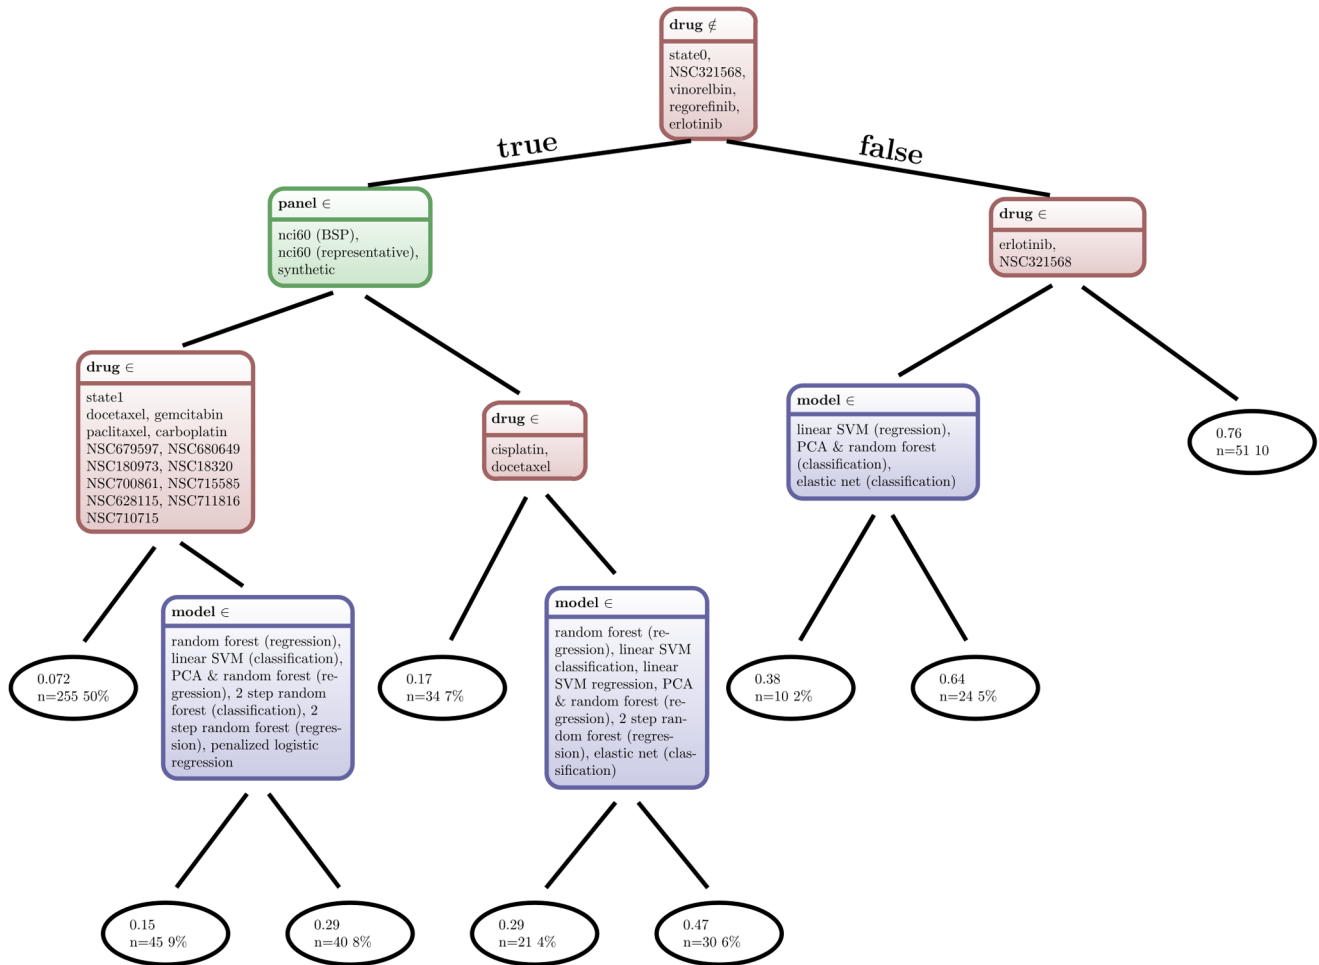 drug ∉
state0,
NSC321568,
vinorelbin,
regorefinib,
erlotinib
true
false
panel ∈
nci60 (BSP),
nci60 (representative),
synthetic
drug ∈
erlotinib,
NSC321568
drug ∈
state1
docetaxel, gemcitabin
paclitaxel, carboplatin
NSC679597, NSC680649
NSC180973, NSC18320
NSC700861, NSC715585
NSC628115, NSC711816
NSC710715
drug ∈
cisplatin,
docetaxel
model ∈
linear SVM (regression),
PCA & random forest
(classification),
elastic net (classification)
0.76
n=51 10
model ∈
random forest (regression),
linear SVM (classification),
PCA & random forest (re-
gression), 2 step random
forest (classification), 2
step random forest (regres-
sion), penalized logistic
regression
model ∈
random forest (re-
gression), linear SVM
classification, linear
SVM regression, PCA
& random forest (re-
gression), 2 step ran-
dom forest (regres-
sion), elastic net (clas-
sification)
0.072
n=255 50%
0.17
n=34 7%
0.38
n=10 2%
0.64
n=24 5%
0.15
n=45 9%
0.29
n=40 8%
0.29
n=21 4%
0.47
n=30 6%